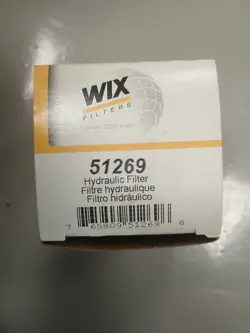 WIX
FILTERS
51269
Hydraulic Filter
Filtre hydraulique
Filtro hidráulico
7 65809 51269 6